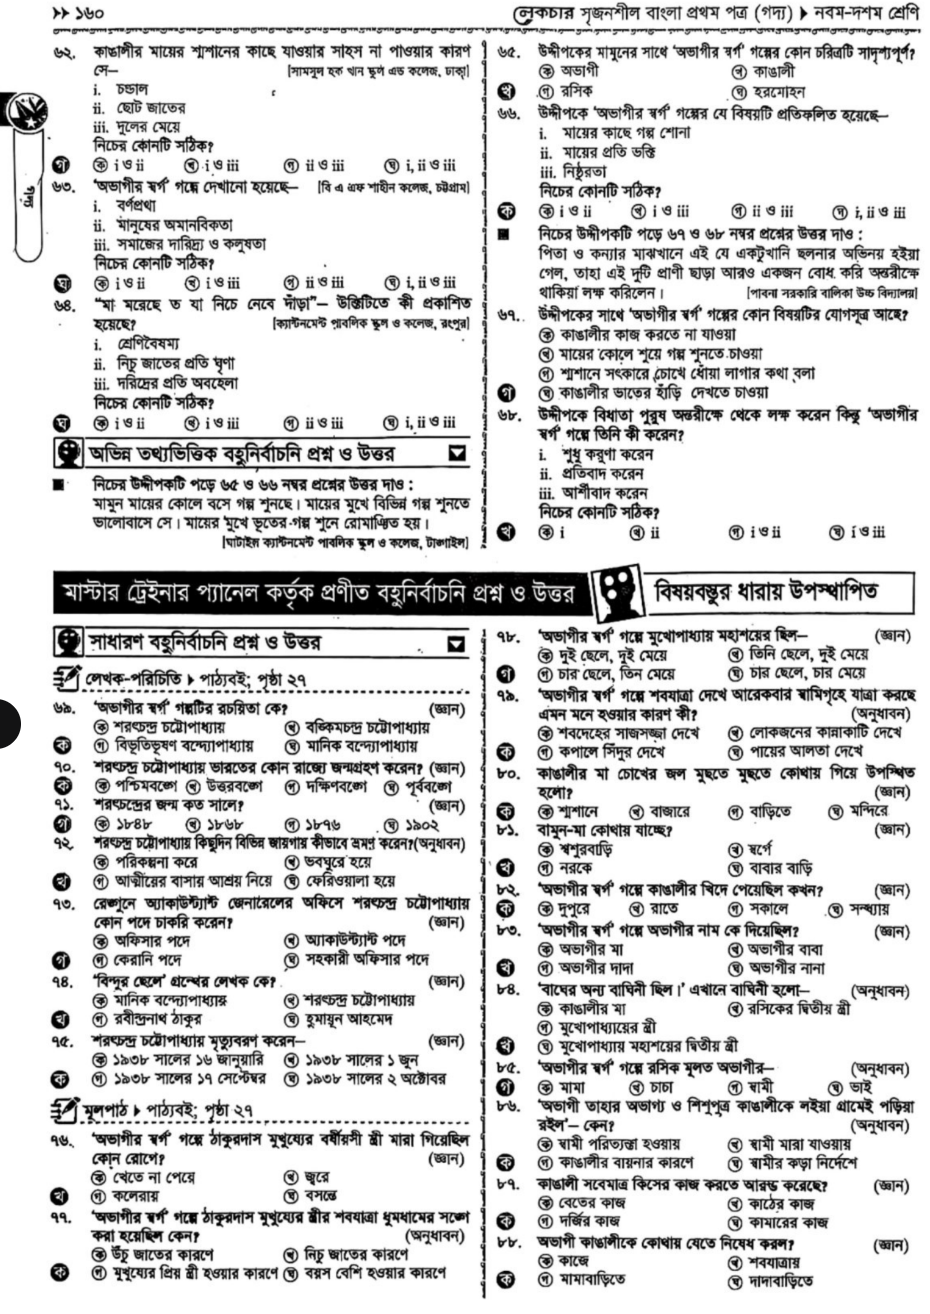 >> ১৬০
লেকচার সৃজনশীল বাংলা প্রথম পত্র (গদ্য) ▶ নবম-দশম শ্রেণি
গদ্য
৬২. কাঙালীর মায়ের শ্মশানের কাছে যাওয়ার সাহস না পাওয়ার কারণ
সে— [সামসুল হক খান স্কুল এন্ড কলেজ, ঢাকা]
i. চন্ডাল
ii. ছোট জাতের
iii. দুলের মেয়ে
নিচের কোনটি সঠিক?
গ ক i ও ii খ i ও iii গ ii ও iii ঘ i, ii ও iii
৬৩. ‘অভাগীর স্বর্গ’ গল্পে দেখানো হয়েছে— [বি এ এফ শাহীন কলেজ, চট্টগ্রাম]
i. বর্ণপ্রথা
ii. মানুষের অমানবিকতা
iii. সমাজের দারিদ্র্য ও কলুষতা
নিচের কোনটি সঠিক?
ঘ ক i ও ii খ i ও iii গ ii ও iii ঘ i, ii ও iii
৬৪. “মা মরেছে ত যা নিচে নেবে দাঁড়া”– উক্তিটিতে কী প্রকাশিত
হয়েছে? [ক্যান্টনমেন্ট পাবলিক স্কুল ও কলেজ, রংপুর]
i. শ্রেণিবৈষম্য
ii. নিচু জাতের প্রতি ঘৃণা
iii. দরিদ্রের প্রতি অবহেলা
নিচের কোনটি সঠিক?
ঘ ক i ও ii খ i ও iii গ ii ও iii ঘ i, ii ও iii
অভিন্ন তথ্যভিত্তিক বহুনির্বাচনি প্রশ্ন ও উত্তর
■ নিচের উদ্দীপকটি পড়ে ৬৫ ও ৬৬ নম্বর প্রশ্নের উত্তর দাও :
মামুন মায়ের কোলে বসে গল্প শুনছে। মায়ের মুখে বিভিন্ন গল্প শুনতে
ভালোবাসে সে। মায়ের মুখে ভূতের গল্প শুনে রোমাঞ্চিত হয়।
[ঘাটাইল ক্যান্টনমেন্ট পাবলিক স্কুল ও কলেজ, টাঙ্গাইল]
৬৫. উদ্দীপকের মামুনের সাথে ‘অভাগীর স্বর্গ’ গল্পের কোন চরিত্রটি সাদৃশ্যপূর্ণ?
ক অভাগী খ কাঙালী
খ গ রসিক ঘ হরমোহন
৬৬. উদ্দীপকে ‘অভাগীর স্বর্গ’ গল্পের যে বিষয়টি প্রতিফলিত হয়েছে—
i. মায়ের কাছে গল্প শোনা
ii. মায়ের প্রতি ভক্তি
iii. নিষ্ঠুরতা
নিচের কোনটি সঠিক?
ক ক i ও ii খ i ও iii গ ii ও iii ঘ i, ii ও iii
■ নিচের উদ্দীপকটি পড়ে ৬৭ ও ৬৮ নম্বর প্রশ্নের উত্তর দাও :
পিতা ও কন্যার মাঝখানে এই যে একটুখানি ছলনার অভিনয় হইয়া
গেল, তাহা এই দুটি প্রাণী ছাড়া আরও একজন বোধ করি অন্তরীক্ষে
থাকিয়া লক্ষ করিলেন। [পাবনা সরকারি বালিকা উচ্চ বিদ্যালয়]
৬৭. উদ্দীপকের সাথে ‘অভাগীর স্বর্গ’ গল্পের কোন বিষয়টির যোগসূত্র আছে?
ক কাঙালীর কাজ করতে না যাওয়া
খ মায়ের কোলে শুয়ে গল্প শুনতে চাওয়া
গ শ্মশানে সৎকারে চোখে ধোঁয়া লাগার কথা বলা
গ ঘ কাঙালীর ভাতের হাঁড়ি দেখতে চাওয়া
৬৮. উদ্দীপকে বিধাতা পুরুষ অন্তরীক্ষে থেকে লক্ষ করেন কিন্তু ‘অভাগীর
স্বর্গ’ গল্পে তিনি কী করেন?
i. শুধু করুণা করেন
ii. প্রতিবাদ করেন
iii. আর্শীবাদ করেন
নিচের কোনটি সঠিক?
খ ক i খ ii গ i ও ii ঘ i ও iii
মাস্টার ট্রেইনার প্যানেল কর্তৃক প্রণীত বহুনির্বাচনি প্রশ্ন ও উত্তর
বিষয়বস্তুর ধারায় উপস্থাপিত
সাধারণ বহুনির্বাচনি প্রশ্ন ও উত্তর
লেখক-পরিচিতি ▶ পাঠ্যবই; পৃষ্ঠা ২৭
৬৯. ‘অভাগীর স্বর্গ’ গল্পটির রচয়িতা কে? (জ্ঞান)
ক শরৎচন্দ্র চট্টোপাধ্যায় খ বঙ্কিমচন্দ্র চট্টোপাধ্যায়
ক গ বিভূতিভূষণ বন্দ্যোপাধ্যায় ঘ মানিক বন্দ্যোপাধ্যায়
৭০. শরৎচন্দ্র চট্টোপাধ্যায় ভারতের কোন রাজ্যে জন্মগ্রহণ করেন? (জ্ঞান)
ক ক পশ্চিমবঙ্গে খ উত্তরবঙ্গে গ দক্ষিণবঙ্গে ঘ পূর্ববঙ্গে
৭১. শরৎচন্দ্রের জন্ম কত সালে? (জ্ঞান)
গ ক ১৮৪৮ খ ১৮৬৮ গ ১৮৭৬ ঘ ১৯০২
৭২. শরৎচন্দ্র চট্টোপাধ্যায় কিছুদিন বিভিন্ন জায়গায় কীভাবে ভ্রমণ করেন?(অনুধাবন)
ক পরিকল্পনা করে খ ভবঘুরে হয়ে
খ গ আত্মীয়ের বাসায় আশ্রয় নিয়ে ঘ ফেরিওয়ালা হয়ে
৭৩. রেঙ্গুনে অ্যাকাউন্ট্যান্ট জেনারেলের অফিসে শরৎচন্দ্র চট্টোপাধ্যায়
কোন পদে চাকরি করেন? (জ্ঞান)
ক অফিসার পদে খ অ্যাকাউন্ট্যান্ট পদে
গ গ কেরানি পদে ঘ সহকারী অফিসার পদে
৭৪. ‘বিন্দুর ছেলে’ গ্রন্থের লেখক কে? (জ্ঞান)
ক মানিক বন্দ্যোপাধ্যায় খ শরৎচন্দ্র চট্টোপাধ্যায়
খ গ রবীন্দ্রনাথ ঠাকুর ঘ হুমায়ূন আহমেদ
৭৫. শরৎচন্দ্র চট্টোপাধ্যায় মৃত্যুবরণ করেন— (জ্ঞান)
ক ১৯৩৮ সালের ১৬ জানুয়ারি খ ১৯৩৮ সালের ১ জুন
ক গ ১৯৩৮ সালের ১৭ সেপ্টেম্বর ঘ ১৯৩৮ সালের ২ অক্টোবর
মূলপাঠ ▶ পাঠ্যবই; পৃষ্ঠা ২৭
৭৬. ‘অভাগীর স্বর্গ’ গল্পে ঠাকুরদাস মুখুয্যের বর্ষীয়সী স্ত্রী মারা গিয়েছিল
কোন রোগে? (জ্ঞান)
ক খেতে না পেরে খ জ্বরে
খ গ কলেরায় ঘ বসন্তে
৭৭. ‘অভাগীর স্বর্গ’ গল্পে ঠাকুরদাস মুখুয্যের স্ত্রীর শবযাত্রা ধুমধামের সঙ্গে
করা হয়েছিল কেন? (অনুধাবন)
ক উঁচু জাতের কারণে খ নিচু জাতের কারণে
ক গ মুখুয্যের প্রিয় স্ত্রী হওয়ার কারণে ঘ বয়স বেশি হওয়ার কারণে
৭৮. ‘অভাগীর স্বর্গ’ গল্পে মুখোপাধ্যায় মহাশয়ের ছিল— (জ্ঞান)
ক দুই ছেলে, দুই মেয়ে খ তিনি ছেলে, দুই মেয়ে
গ গ চার ছেলে, তিন মেয়ে ঘ চার ছেলে, চার মেয়ে
৭৯. ‘অভাগীর স্বর্গ’ গল্পে শবযাত্রা দেখে আরেকবার স্বামিগৃহে যাত্রা করছে
এমন মনে হওয়ার কারণ কী? (অনুধাবন)
ক শবদেহের সাজসজ্জা দেখে খ লোকজনের কান্নাকাটি দেখে
ক গ কপালে সিঁদুর দেখে ঘ পায়ের আলতা দেখে
৮০. কাঙালীর মা চোখের জল মুছতে মুছতে কোথায় গিয়ে উপস্থিত
হলো? (জ্ঞান)
ক ক শ্মশানে খ বাজারে গ বাড়িতে ঘ মন্দিরে
৮১. বামুন-মা কোথায় যাচ্ছে? (জ্ঞান)
ক শ্বশুরবাড়ি খ স্বর্গে
খ গ নরকে ঘ বাবার বাড়ি
৮২. ‘অভাগীর স্বর্গ’ গল্পে কাঙালীর খিদে পেয়েছিল কখন? (জ্ঞান)
ক ক দুপুরে খ রাতে গ সকালে ঘ সন্ধ্যায়
৮৩. ‘অভাগীর স্বর্গ’ গল্পে অভাগীর নাম কে দিয়েছিল? (জ্ঞান)
ক অভাগীর মা খ অভাগীর বাবা
খ গ অভাগীর দাদা ঘ অভাগীর নানা
৮৪. ‘বাঘের অন্য বাঘিনী ছিল।’ এখানে বাঘিনী হলো— (অনুধাবন)
ক কাঙালীর মা খ রসিকের দ্বিতীয় স্ত্রী
গ মুখোপাধ্যায়ের স্ত্রী
খ ঘ মুখোপাধ্যায় মহাশয়ের দ্বিতীয় স্ত্রী
৮৫. ‘অভাগীর স্বর্গ’ গল্পে রসিক মূলত অভাগীর— (অনুধাবন)
গ ক মামা খ চাচা গ স্বামী ঘ ভাই
৮৬. ‘অভাগী তাহার অভাগ্য ও শিশুপুত্র কাঙালীকে লইয়া গ্রামেই পড়িয়া
রইল’– কেন? (অনুধাবন)
ক স্বামী পরিত্যক্তা হওয়ায় খ স্বামী মারা যাওয়ায়
ক গ কাঙালীর বায়নার কারণে ঘ স্বামীর কড়া নির্দেশে
৮৭. কাঙালী সবেমাত্র কিসের কাজ করতে আরম্ভ করেছে? (জ্ঞান)
ক বেতের কাজ খ কাঠের কাজ
ক গ দর্জির কাজ ঘ কামারের কাজ
৮৮. অভাগী কাঙালীকে কোথায় যেতে নিষেধ করল? (জ্ঞান)
ক কাজে খ শবযাত্রায়
ক গ মামাবাড়িতে ঘ দাদাবাড়িতে